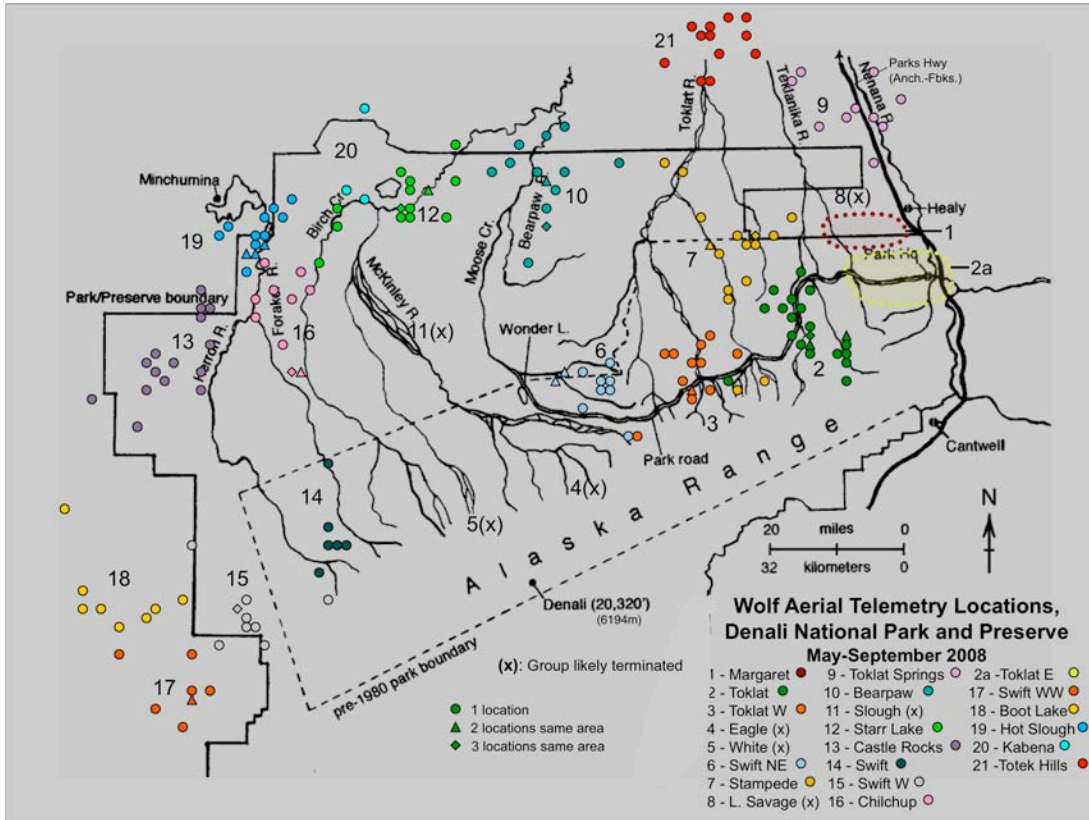 21
Toklat R.
Teklanika R.
Nenana R.
Parks Hwy
(Anch.-Fbks.)
9
20
Minchumina
Birch Cr.
12
Bearpaw R.
10
8(x)
Healy
1
19
Moose Cr.
7
Park Hq
2a
McKinley R.
Park/Preserve boundary
Foraker R.
13
16
11(x)
Wonder L.
6
Herron R.
2
3
Park road
Cantwell
14
4(x)
5(x)
Alaska Range
N
20 miles 0
32 kilometers 0
18
15
Denali (20,320')
(6194m)
pre-1980 park boundary
17
(x): Group likely terminated
1 location
2 locations same area
3 locations same area
Wolf Aerial Telemetry Locations,
Denali National Park and Preserve
May-September 2008
1 - Margaret 9 - Toklat Springs 2a -Toklat E
2 - Toklat 10 - Bearpaw 17 - Swift WW
3 - Toklat W 11 - Slough (x) 18 - Boot Lake
4 - Eagle (x) 12 - Starr Lake 19 - Hot Slough
5 - White (x) 13 - Castle Rocks 20 - Kabena
6 - Swift NE 14 - Swift 21 - Totek Hills
7 - Stampede 15 - Swift W
8 - L. Savage (x) 16 - Chilchup